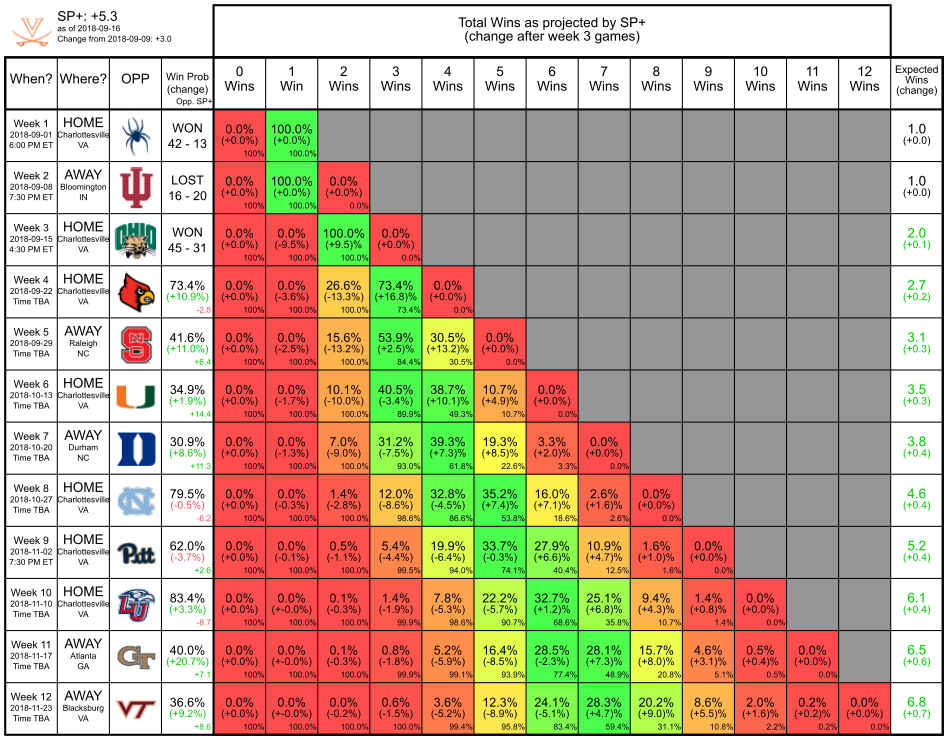 SP+: +5.3
as of 2018-09-16
Change from 2018-09-09: +3.0
Total Wins as projected by SP+
(change after week 3 games)
When? Where? OPP Win Prob (change) Opp. SP+ 0 Wins 1 Win 2 Wins 3 Wins 4 Wins 5 Wins 6 Wins 7 Wins 8 Wins 9 Wins 10 Wins 11 Wins 12 Wins Expected Wins (change)
Week 1 HOME WON 0.0% 100.0% 1.0
2018-09-01 Charlottesville (+0.0%) (+0.0%) (+0.0)
6:00 PM ET VA 42 - 13 100% 100.0%
Week 2 AWAY LOST 0.0% 100.0% 0.0% 1.0
2018-09-08 Bloomington (+0.0%) (+0.0%) (+0.0%) (+0.0)
7:30 PM ET IN 16 - 20 100% 100.0% 0.0%
Week 3 HOME OHIO WON 0.0% 0.0% 100.0% 0.0% 2.0
2018-09-15 Charlottesville (+0.0%) (-9.5%) (+9.5)% (+0.0%) (+0.1)
4:30 PM ET VA 45 - 31 100% 100.0% 100.0% 0.0%
Week 4 HOME 73.4% 0.0% 0.0% 26.6% 73.4% 0.0% 2.7
2018-09-22 Charlottesville (+10.9%) (+0.0%) (-3.6%) (-13.3%) (+16.8)% (+0.0%) (+0.2)
Time TBA VA -2.8 100% 100.0% 100.0% 73.4% 0.0%
Week 5 AWAY S 41.6% 0.0% 0.0% 15.6% 53.9% 30.5% 0.0% 3.1
2018-09-29 Raleigh (+11.0%) (+0.0%) (-2.5%) (-13.2%) (+2.5)% (+13.2)% (+0.0%) (+0.3)
Time TBA NC +6.4 100% 100.0% 100.0% 84.4% 30.5% 0.0%
Week 6 HOME U 34.9% 0.0% 0.0% 10.1% 40.5% 38.7% 10.7% 0.0% 3.5
2018-10-13 Charlottesville (+1.9%) (+0.0%) (-1.7%) (-10.0%) (-3.4%) (+10.1)% (+4.9)% (+0.0%) (+0.3)
Time TBA VA +14.4 100% 100.0% 100.0% 89.9% 49.3% 10.7% 0.0%
Week 7 AWAY D 30.9% 0.0% 0.0% 7.0% 31.2% 39.3% 19.3% 3.3% 0.0% 3.8
2018-10-20 Durham (+8.6%) (+0.0%) (-1.3%) (-9.0%) (-7.5%) (+7.3)% (+8.5)% (+2.0)% (+0.0%) (+0.4)
Time TBA NC +11.3 100% 100.0% 100.0% 93.0% 61.8% 22.6% 3.3% 0.0%
Week 8 HOME NC 79.5% 0.0% 0.0% 1.4% 12.0% 32.8% 35.2% 16.0% 2.6% 0.0% 4.6
2018-10-27 Charlottesville (-0.5%) (+0.0%) (-0.3%) (-2.8%) (-8.6%) (-4.5%) (+7.4)% (+7.1)% (+1.6)% (+0.0%) (+0.4)
Time TBA VA -6.2 100% 100.0% 100.0% 98.6% 86.6% 53.8% 18.6% 2.6% 0.0%
Week 9 HOME Pitt 62.0% 0.0% 0.0% 0.5% 5.4% 19.9% 33.7% 27.9% 10.9% 1.6% 0.0% 5.2
2018-11-02 Charlottesville (-3.7%) (+0.0%) (-0.1%) (-1.1%) (-4.4%) (-6.4%) (-0.3%) (+6.6)% (+4.7)% (+1.0)% (+0.0%) (+0.4)
7:30 PM ET VA +2.6 100% 100.0% 100.0% 99.5% 94.0% 74.1% 40.4% 12.5% 1.6% 0.0%
Week 10 HOME LU 83.4% 0.0% 0.0% 0.1% 1.4% 7.8% 22.2% 32.7% 25.1% 9.4% 1.4% 0.0% 6.1
2018-11-10 Charlottesville (+3.3%) (+0.0%) (+-0.0%) (-0.3%) (-1.9%) (-5.3%) (-5.7%) (+1.2)% (+6.8)% (+4.3)% (+0.8)% (+0.0%) (+0.4)
Time TBA VA -8.7 100% 100.0% 100.0% 99.9% 98.6% 90.7% 68.6% 35.8% 10.7% 1.4% 0.0%
Week 11 AWAY GT 40.0% 0.0% 0.0% 0.1% 0.8% 5.2% 16.4% 28.5% 28.1% 15.7% 4.6% 0.5% 0.0% 6.5
2018-11-17 Atlanta (+20.7%) (+0.0%) (+-0.0%) (-0.3%) (-1.8%) (-5.9%) (-8.5%) (-2.3%) (+7.3)% (+8.0)% (+3.1)% (+0.4)% (+0.0%) (+0.6)
Time TBA GA +7.1 100% 100.0% 100.0% 99.9% 99.1% 93.9% 77.4% 48.9% 20.8% 5.1% 0.5% 0.0%
Week 12 AWAY VT 36.6% 0.0% 0.0% 0.0% 0.6% 3.6% 12.3% 24.1% 28.3% 20.2% 8.6% 2.0% 0.2% 0.0% 6.8
2018-11-23 Blacksburg (+9.2%) (+0.0%) (+-0.0%) (-0.2%) (-1.5%) (-5.2%) (-8.9%) (-5.1%) (+4.7)% (+9.0)% (+5.5)% (+1.6)% (+0.2)% (+0.0%) (+0.7)
Time TBA VA +8.6 100% 100.0% 100.0% 100.0% 99.4% 95.8% 83.4% 59.4% 31.1% 10.8% 2.2% 0.2% 0.0%